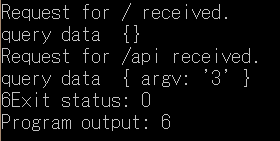 Request for / received.
query data  {}
Request for /api received.
query data  { argv: '3' }
6Exit status: 0
Program output: 6